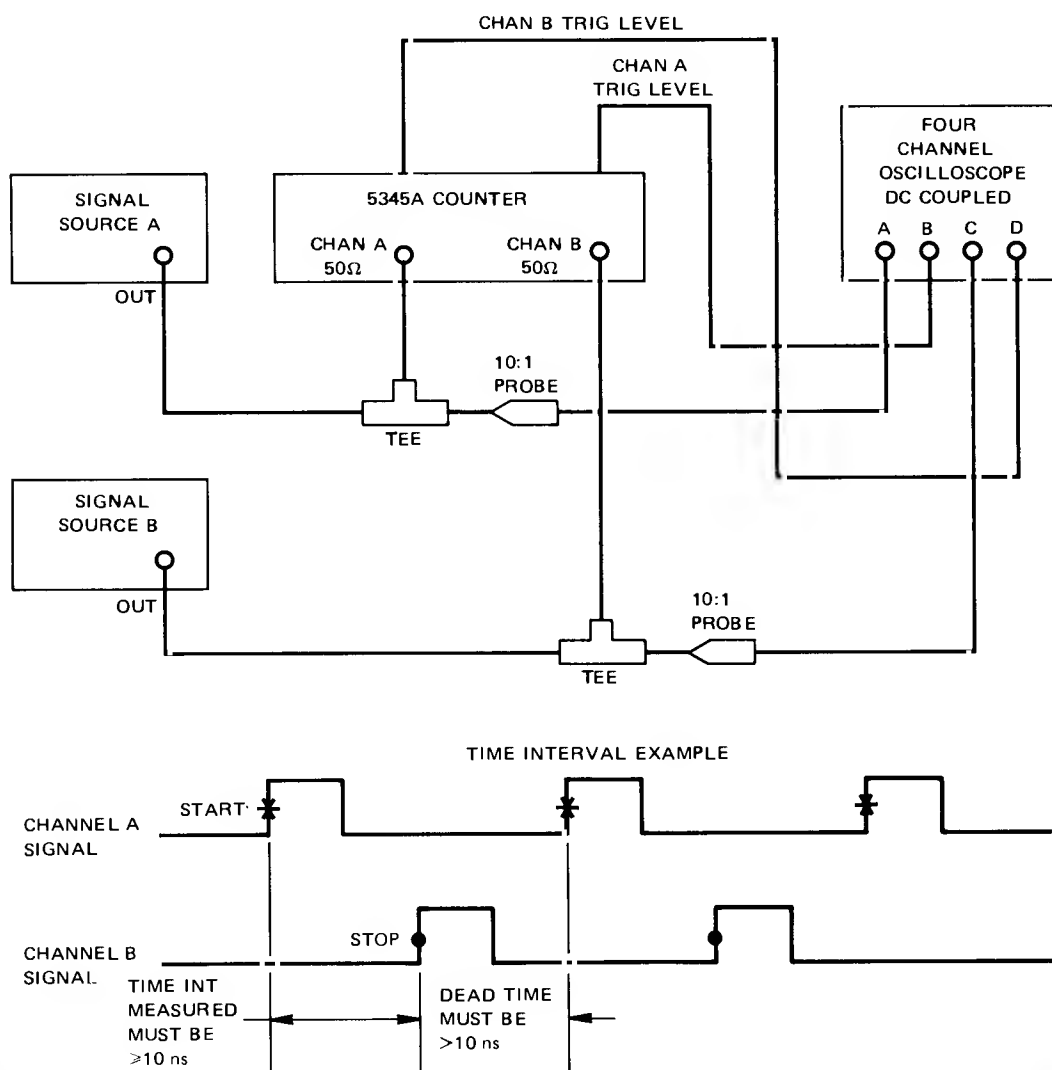 CHAN B TRIG LEVEL
CHAN A
TRIG LEVEL
FOUR
CHANNEL
OSCILLOSCOPE
DC COUPLED
A B C D
SIGNAL
SOURCE A
OUT
5345A COUNTER
CHAN A
50Ω
CHAN B
50Ω
10:1
PROBE
TEE
SIGNAL
SOURCE B
OUT
10:1
PROBE
TEE
TIME INTERVAL EXAMPLE
START
CHANNEL A
SIGNAL
STOP
CHANNEL B
SIGNAL
TIME INT
MEASURED
MUST BE
≥10 ns
DEAD TIME
MUST BE
>10 ns